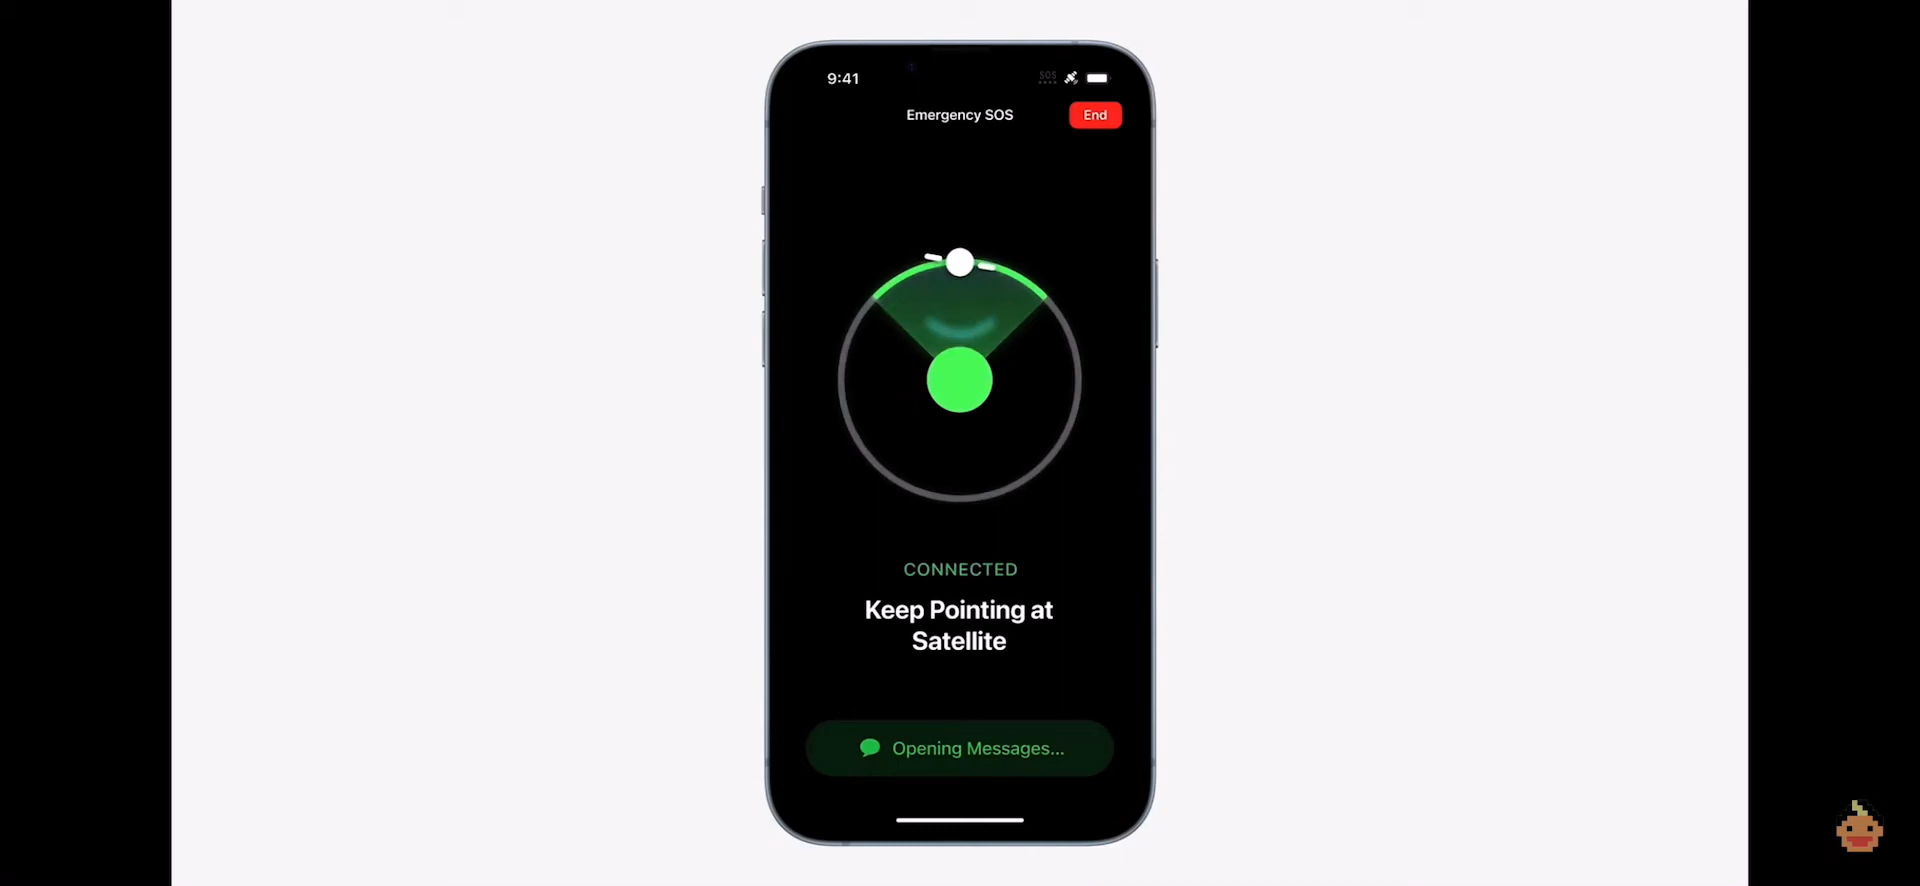 9:41
SOS
Emergency SOS
End
CONNECTED
Keep Pointing at
Satellite
Opening Messages...